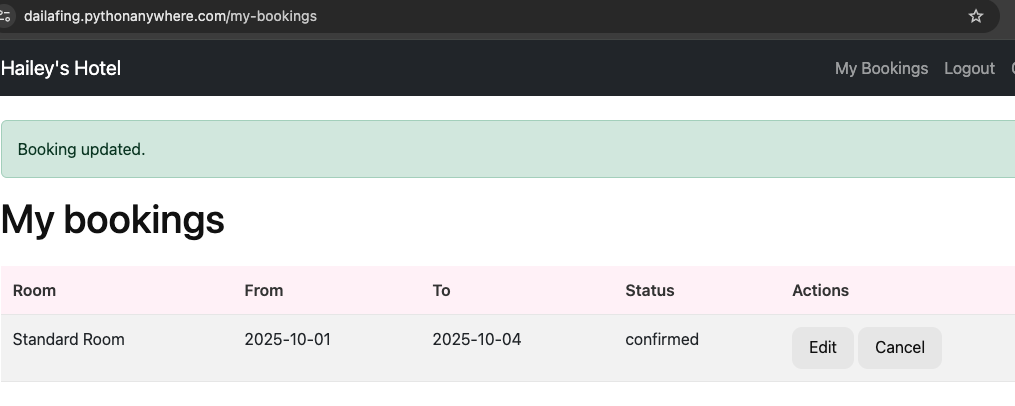 dailafing.pythonanywhere.com/my-bookings
Hailey's Hotel My Bookings Logout
Booking updated.
My bookings
Room From To Status Actions
Standard Room 2025-10-01 2025-10-04 confirmed Edit Cancel